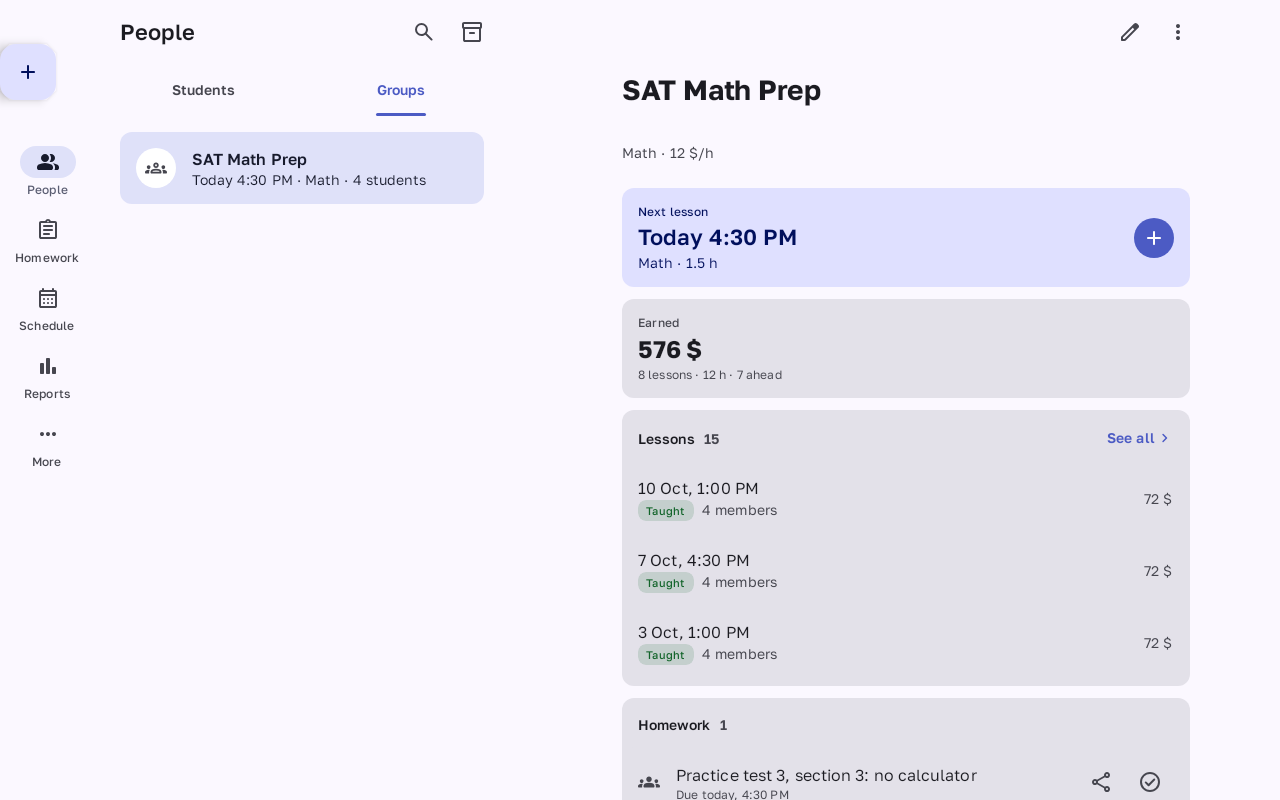 People
Students
Groups
SAT Math Prep
Today 4:30 PM · Math · 4 students
People
Homework
Schedule
Reports
More
SAT Math Prep
Math · 12 $/h
Next lesson
Today 4:30 PM
Math · 1.5 h
Earned
576 $
8 lessons · 12 h · 7 ahead
Lessons 15
See all
10 Oct, 1:00 PM
Taught 4 members
72 $
7 Oct, 4:30 PM
Taught 4 members
72 $
3 Oct, 1:00 PM
Taught 4 members
72 $
Homework 1
Practice test 3, section 3: no calculator
Due today, 4:30 PM